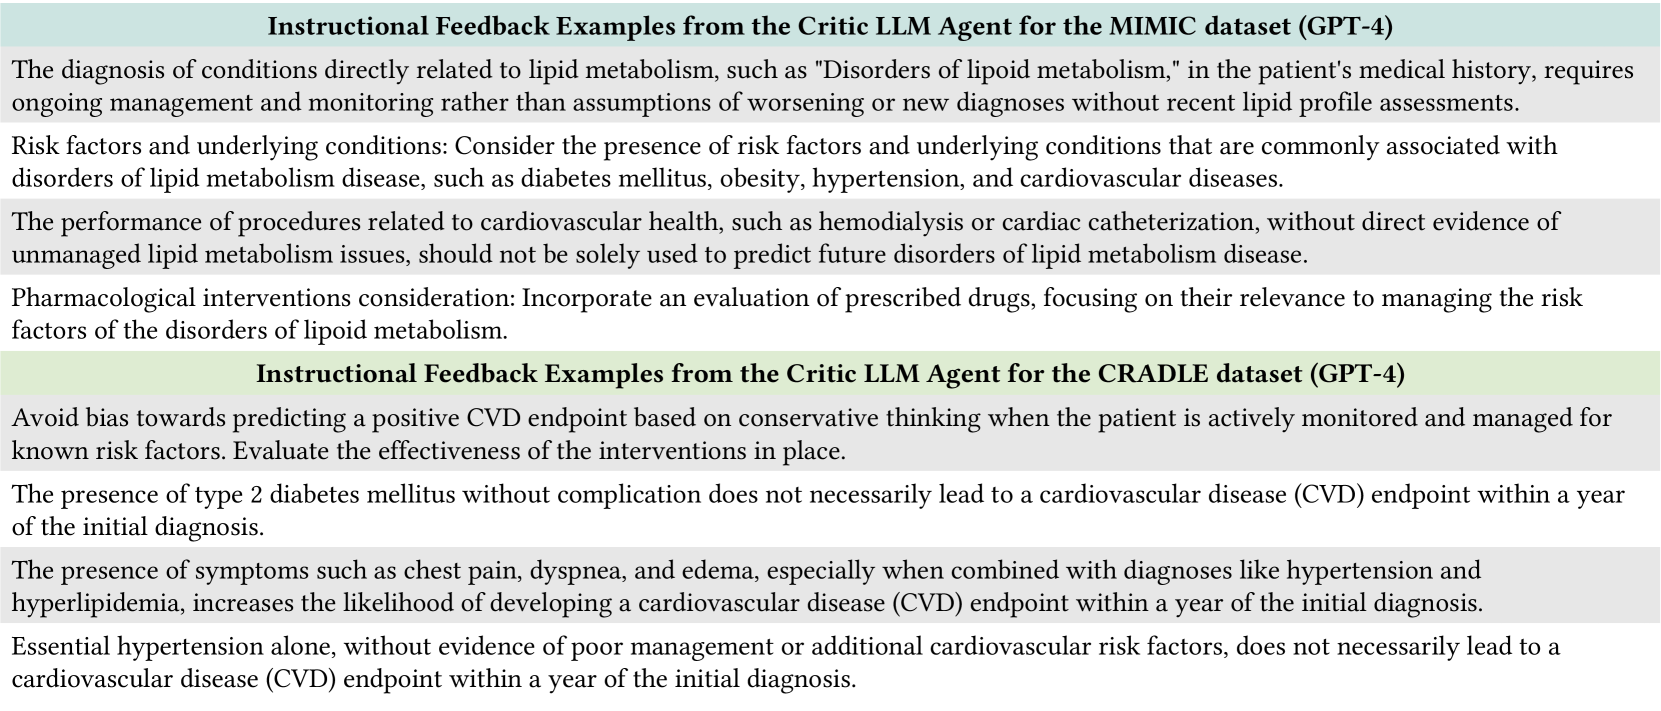 Instructional Feedback Examples from the Critic LLM Agent for the MIMIC dataset (GPT-4)
The diagnosis of conditions directly related to lipid metabolism, such as "Disorders of lipoid metabolism," in the patient's medical history, requires
ongoing management and monitoring rather than assumptions of worsening or new diagnoses without recent lipid profile assessments.
Risk factors and underlying conditions: Consider the presence of risk factors and underlying conditions that are commonly associated with
disorders of lipid metabolism disease, such as diabetes mellitus, obesity, hypertension, and cardiovascular diseases.
The performance of procedures related to cardiovascular health, such as hemodialysis or cardiac catheterization, without direct evidence of
unmanaged lipid metabolism issues, should not be solely used to predict future disorders of lipid metabolism disease.
Pharmacological interventions consideration: Incorporate an evaluation of prescribed drugs, focusing on their relevance to managing the risk
factors of the disorders of lipoid metabolism.
Instructional Feedback Examples from the Critic LLM Agent for the CRADLE dataset (GPT-4)
Avoid bias towards predicting a positive CVD endpoint based on conservative thinking when the patient is actively monitored and managed for
known risk factors. Evaluate the effectiveness of the interventions in place.
The presence of type 2 diabetes mellitus without complication does not necessarily lead to a cardiovascular disease (CVD) endpoint within a year
of the initial diagnosis.
The presence of symptoms such as chest pain, dyspnea, and edema, especially when combined with diagnoses like hypertension and
hyperlipidemia, increases the likelihood of developing a cardiovascular disease (CVD) endpoint within a year of the initial diagnosis.
Essential hypertension alone, without evidence of poor management or additional cardiovascular risk factors, does not necessarily lead to a
cardiovascular disease (CVD) endpoint within a year of the initial diagnosis.